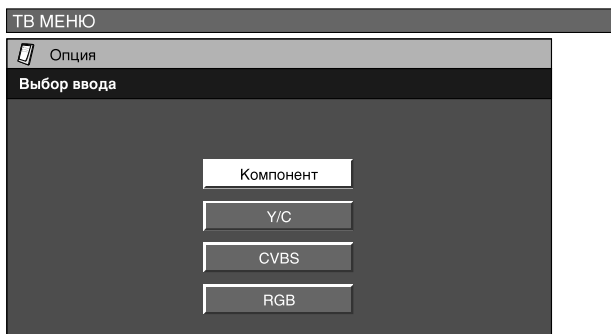 ТВ МЕНЮ
Опция
Выбор ввода
Компонент
Y/C
CVBS
RGB